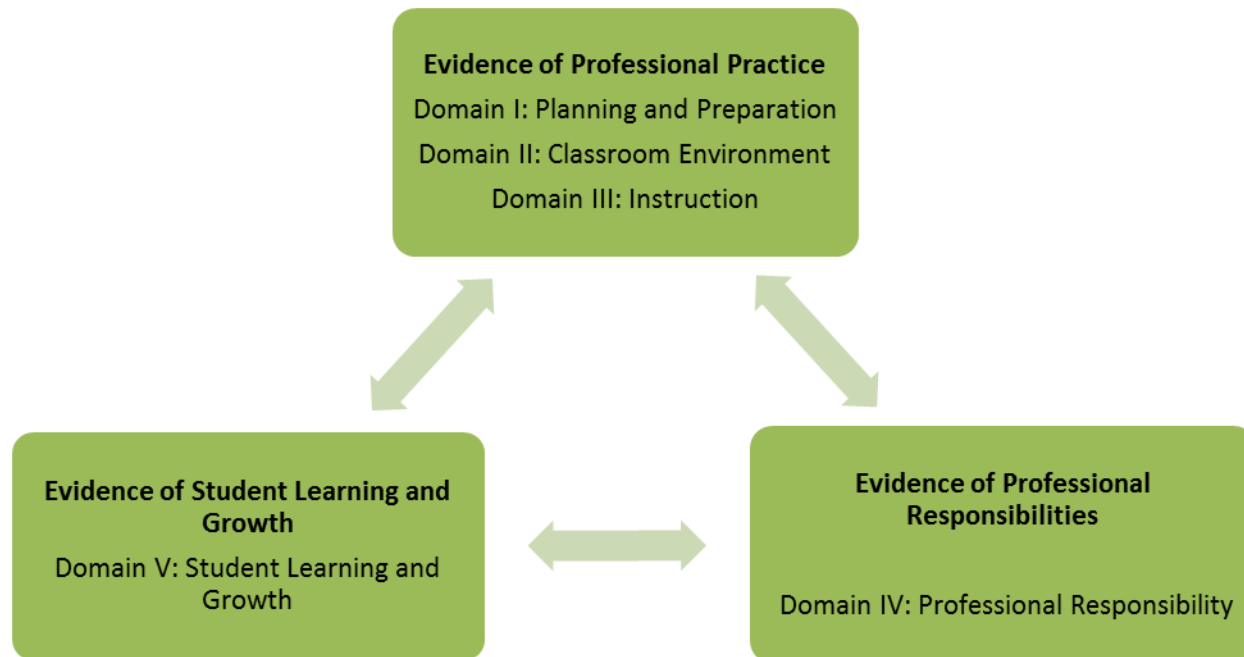 Evidence of Professional Practice
Domain I: Planning and Preparation
Domain II: Classroom Environment
Domain III: Instruction
Evidence of Student Learning and
Growth
Domain V: Student Learning and
Growth
Evidence of Professional
Responsibilities
Domain IV: Professional Responsibility